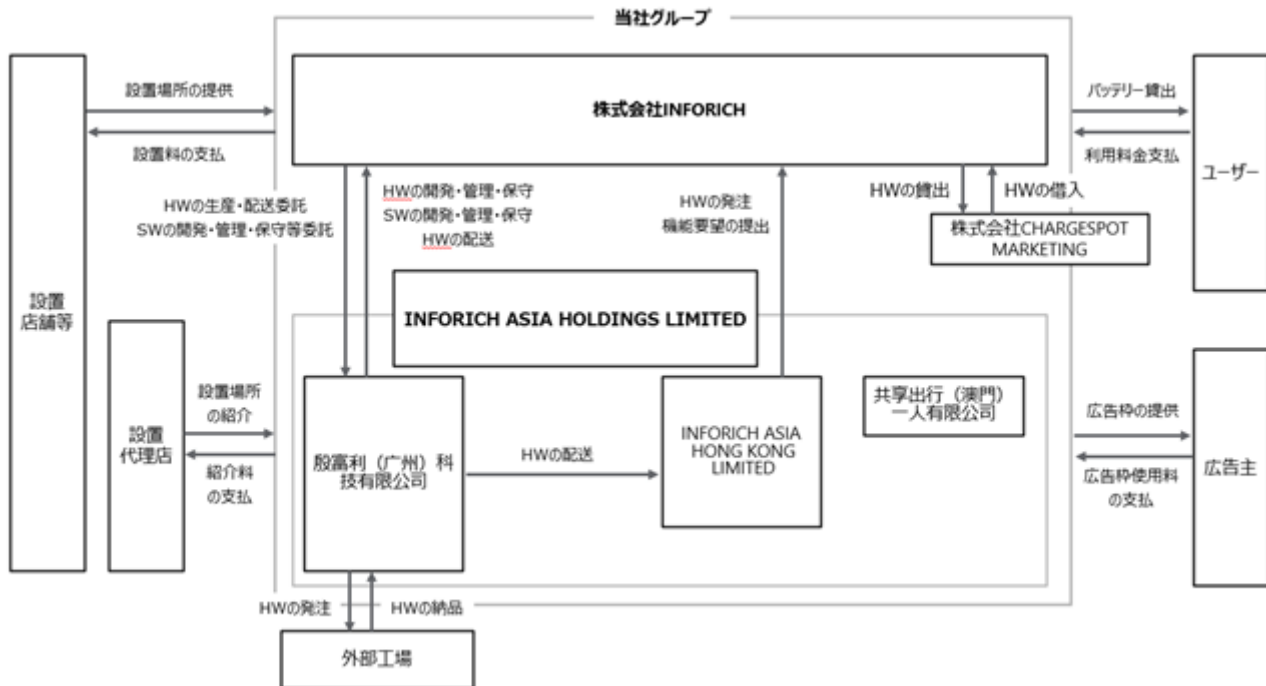 当社グループ
設置場所の提供
設置料の支払
株式会社INFORICH
バッテリー貸出
利用料金支払
ユーザー
HWの生産・配送委託
SWの開発・管理・保守等委託
HWの開発・管理・保守
SWの開発・管理・保守
HWの配送
HWの発注
機能要望の提出
HWの貸出
HWの借入
株式会社CHARGESPOT
MARKETING
設置
店舗等
INFORICH ASIA HOLDINGS LIMITED
設置
代理店
設置場所
の紹介
紹介料
の支払
殷富利（广州）科
技有限公司
HWの配送
INFORICH ASIA
HONG KONG
LIMITED
共享出行（澳門）
一人有限公司
広告枠の提供
広告枠使用料
の支払
広告主
HWの発注
HWの納品
外部工場